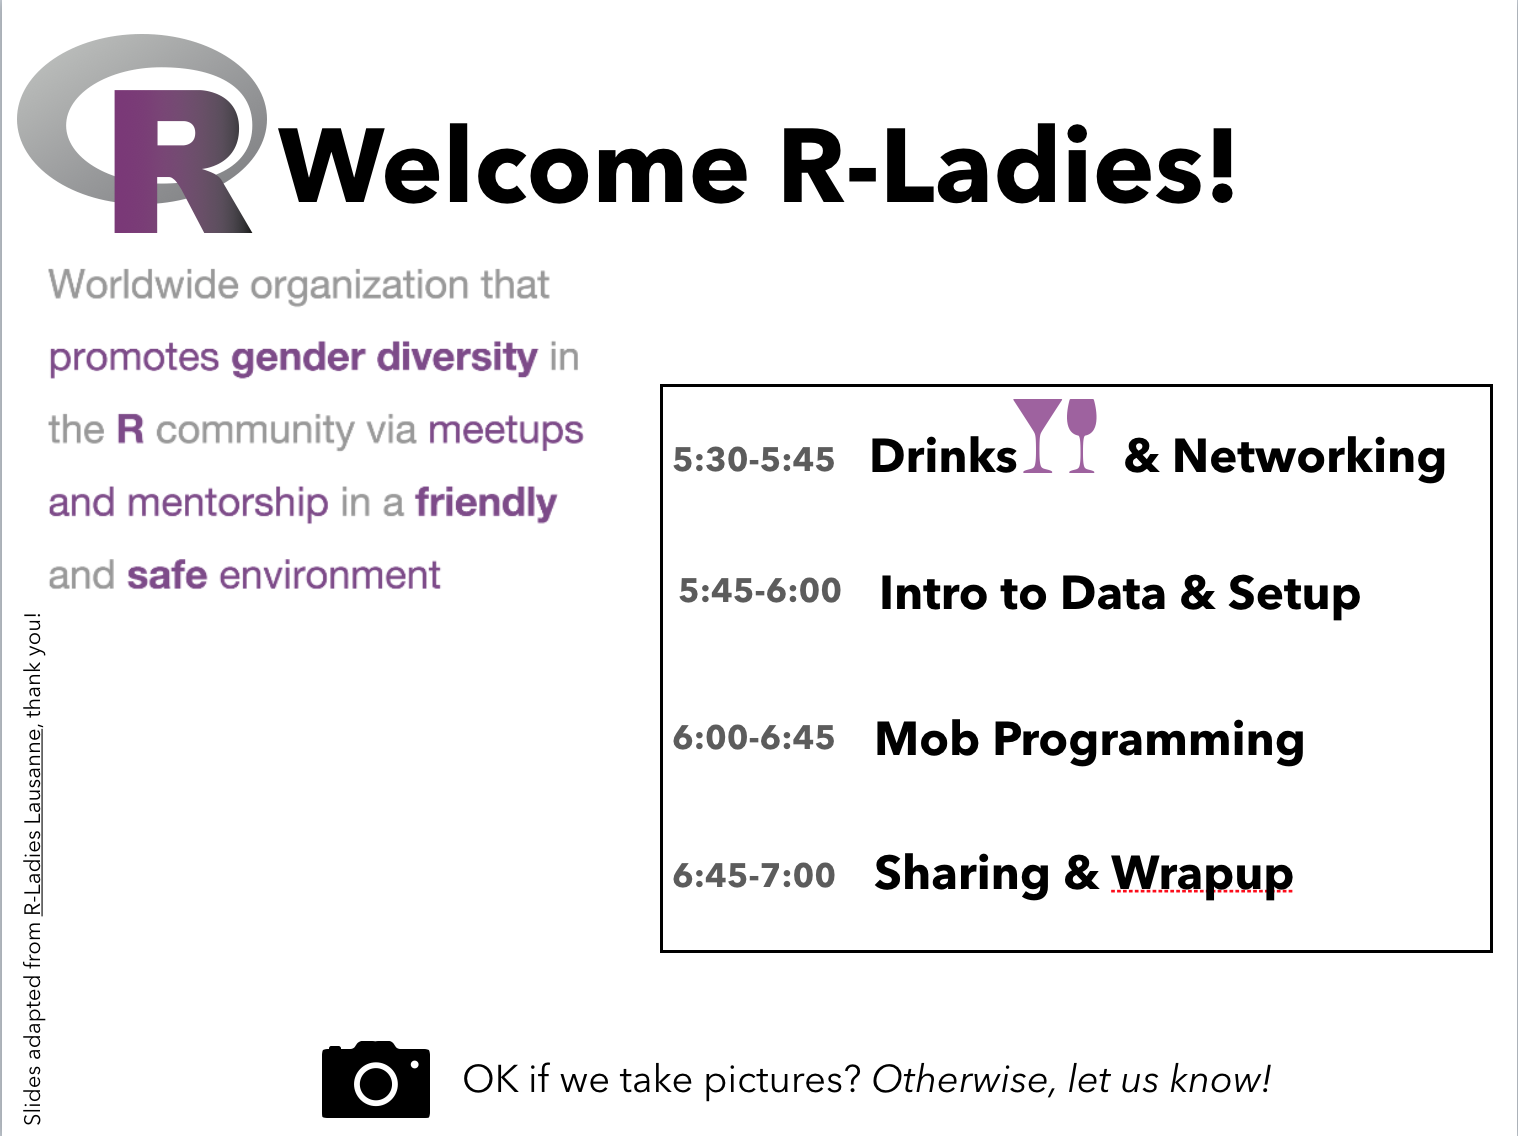 R
Welcome R-Ladies!
Worldwide organization that
promotes gender diversity in
the R community via meetups
and mentorship in a friendly
and safe environment
5:30-5:45 Drinks & Networking
5:45-6:00 Intro to Data & Setup
6:00-6:45 Mob Programming
6:45-7:00 Sharing & Wrapup
OK if we take pictures? Otherwise, let us know!
Slides adapted from R-Ladies Lausanne, thank you!